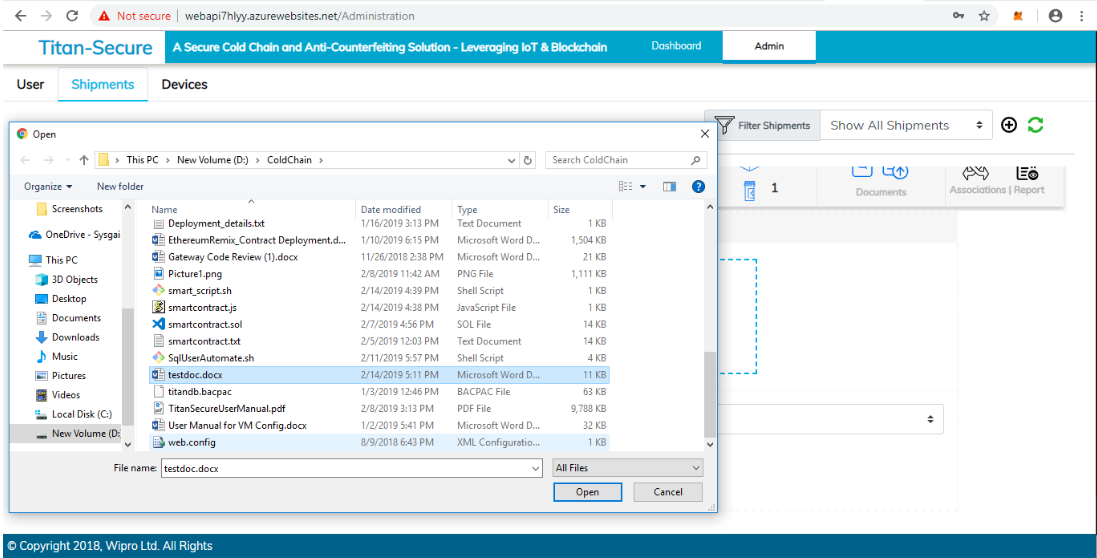 Not secure | webapi7hlyy.azurewebsites.net/Administration
Titan-Secure A Secure Cold Chain and Anti-Counterfeiting Solution - Leveraging IoT & Blockchain Dashboard Admin
User Shipments Devices
Filter Shipments Show All Shipments
1 Documents Associations | Report
Open
This PC > New Volume (D:) > ColdChain > Search ColdChain
Organize New folder
Name Date modified Type Size
Screenshots
OneDrive - Sysgai
This PC
3D Objects
Desktop
Documents
Downloads
Music
Pictures
Videos
Local Disk (C:)
New Volume (D:
Deployment_details.txt 1/16/2019 3:13 PM Text Document 1 KB
EthereumRemix_Contract Deployment.d... 1/10/2019 6:15 PM Microsoft Word D... 1,504 KB
Gateway Code Review (1).docx 11/26/2018 2:38 PM Microsoft Word D... 21 KB
Picture1.png 2/8/2019 11:42 AM PNG File 1,111 KB
smart_script.sh 2/14/2019 4:39 PM Shell Script 1 KB
smartcontract.js 2/14/2019 4:38 PM JavaScript File 1 KB
smartcontract.sol 2/7/2019 4:56 PM SOL File 14 KB
smartcontract.txt 2/5/2019 12:03 PM Text Document 14 KB
SqlUserAutomate.sh 2/11/2019 5:57 PM Shell Script 4 KB
testdoc.docx 2/14/2019 5:11 PM Microsoft Word D... 11 KB
titandb.bacpac 1/3/2019 12:46 PM BACPAC File 63 KB
TitanSecureUserManual.pdf 2/8/2019 3:13 PM PDF File 9,788 KB
User Manual for VM Config.docx 1/2/2019 5:41 PM Microsoft Word D... 32 KB
web.config 8/9/2018 6:43 PM XML Configuratio... 1 KB
File name: testdoc.docx All Files
Open Cancel
© Copyright 2018, Wipro Ltd. All Rights